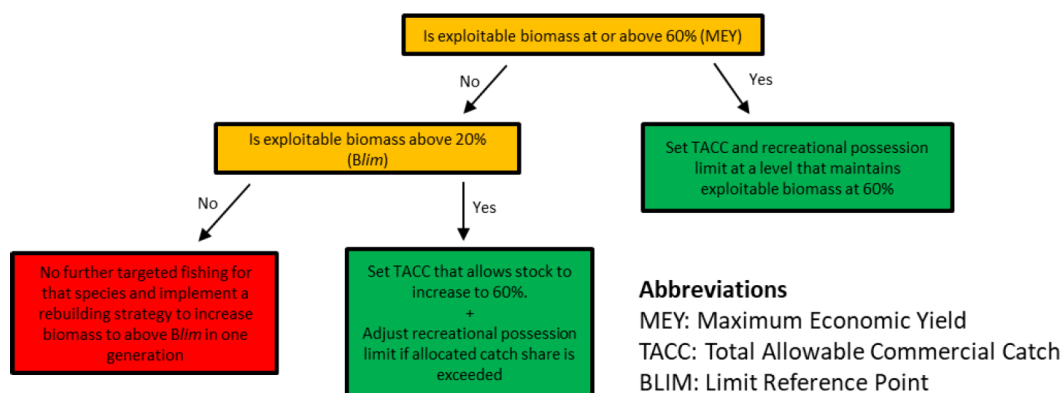 Is exploitable biomass at or above 60% (MEY)
No
Yes
Is exploitable biomass above 20%
(Blim)
Set TACC and recreational possession
limit at a level that maintains
exploitable biomass at 60%
No
Yes
No further targeted fishing for
that species and implement a
rebuilding strategy to increase
biomass to above Blim in one
generation
Set TACC that allows stock to
increase to 60%.
+
Adjust recreational possession
limit if allocated catch share is
exceeded
Abbreviations
MEY: Maximum Economic Yield
TACC: Total Allowable Commercial Catch
BLIM: Limit Reference Point